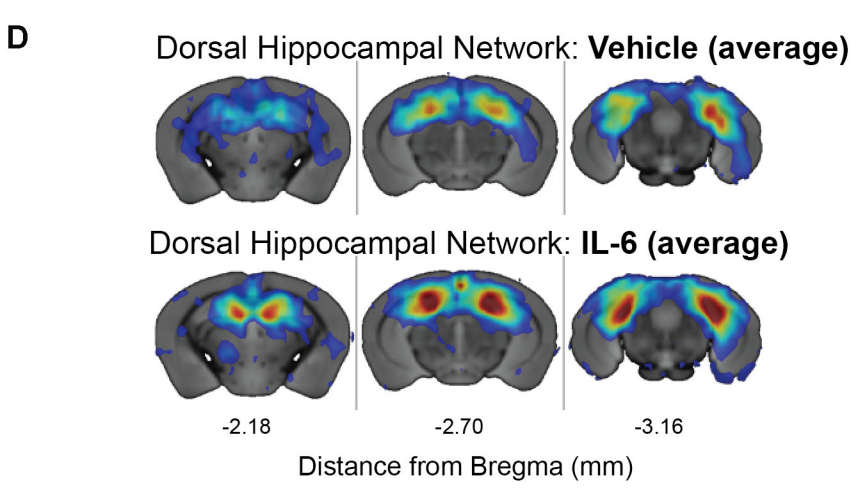 D
Dorsal Hippocampal Network: Vehicle (average)
Dorsal Hippocampal Network: IL-6 (average)
-2.18 -2.70 -3.16
Distance from Bregma (mm)